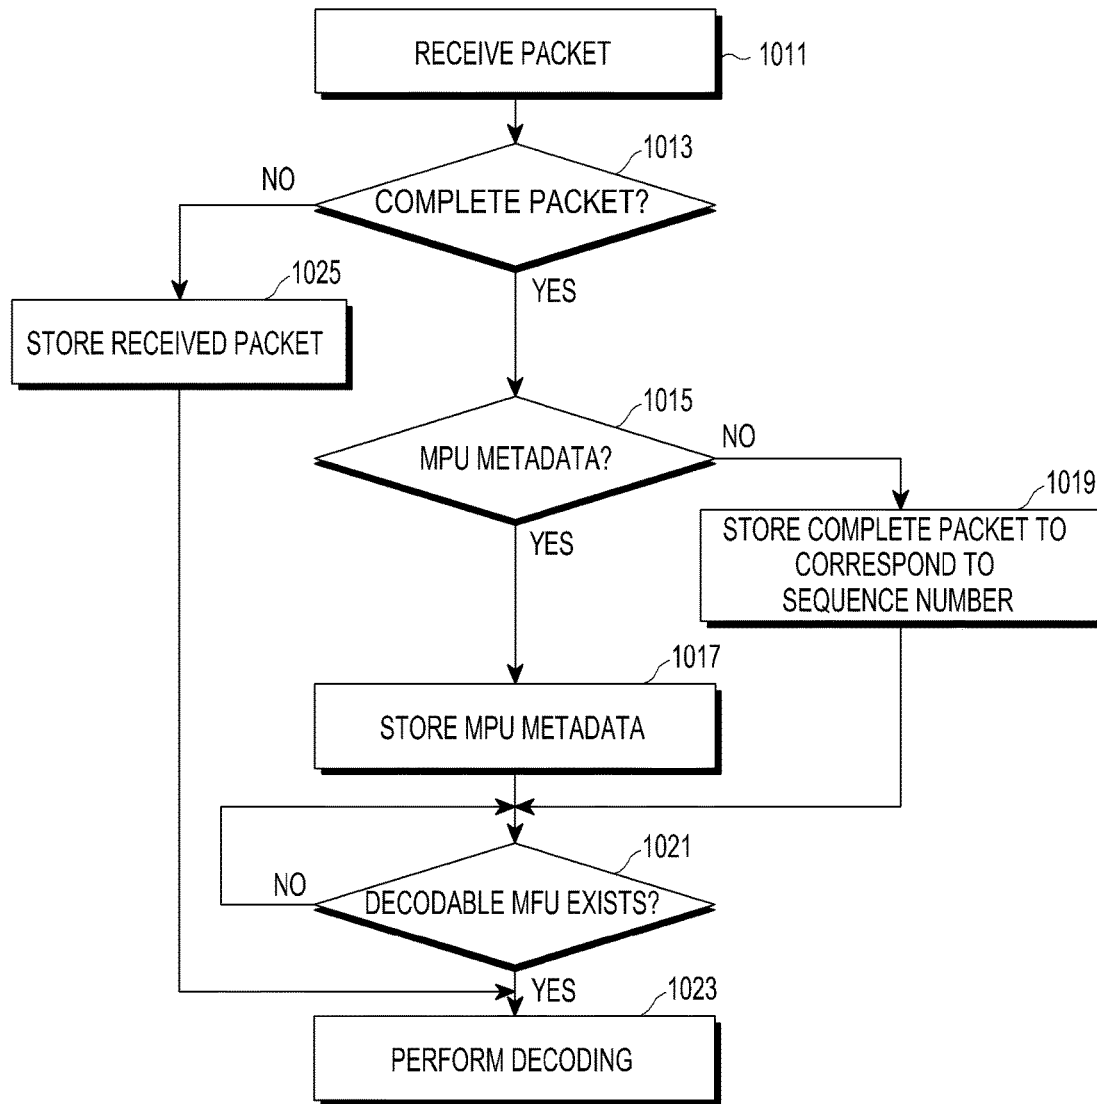 RECEIVE PACKET
1011
1013
NO
COMPLETE PACKET?
YES
1025
STORE RECEIVED PACKET
1015
MPU METADATA?
NO
YES
1019
STORE COMPLETE PACKET TO
CORRESPOND TO
SEQUENCE NUMBER
1017
STORE MPU METADATA
1021
NO
DECODABLE MFU EXISTS?
YES
1023
PERFORM DECODING